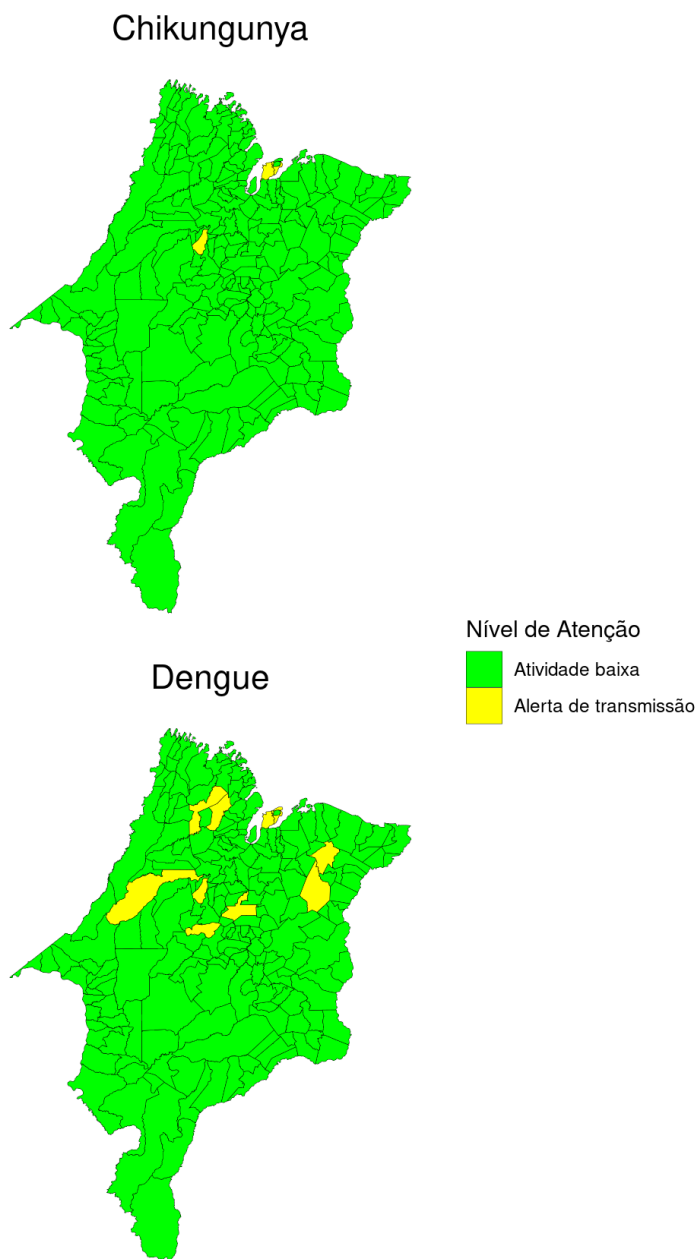 Chikungunya
Nível de Atenção
Atividade baixa
Alerta de transmissão
Dengue